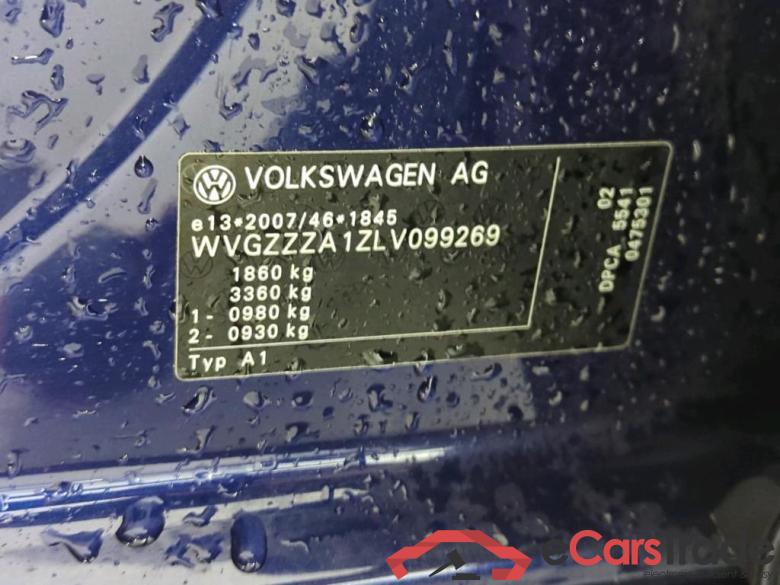 VOLKSWAGEN AG
e13*2007/46*1845
WVGZZZA1ZLV099269
1860 kg
3360 kg
1- 0980 kg
2- 0930 kg
Typ A1
02
DPCA 5541
0475301
eCarsTrade